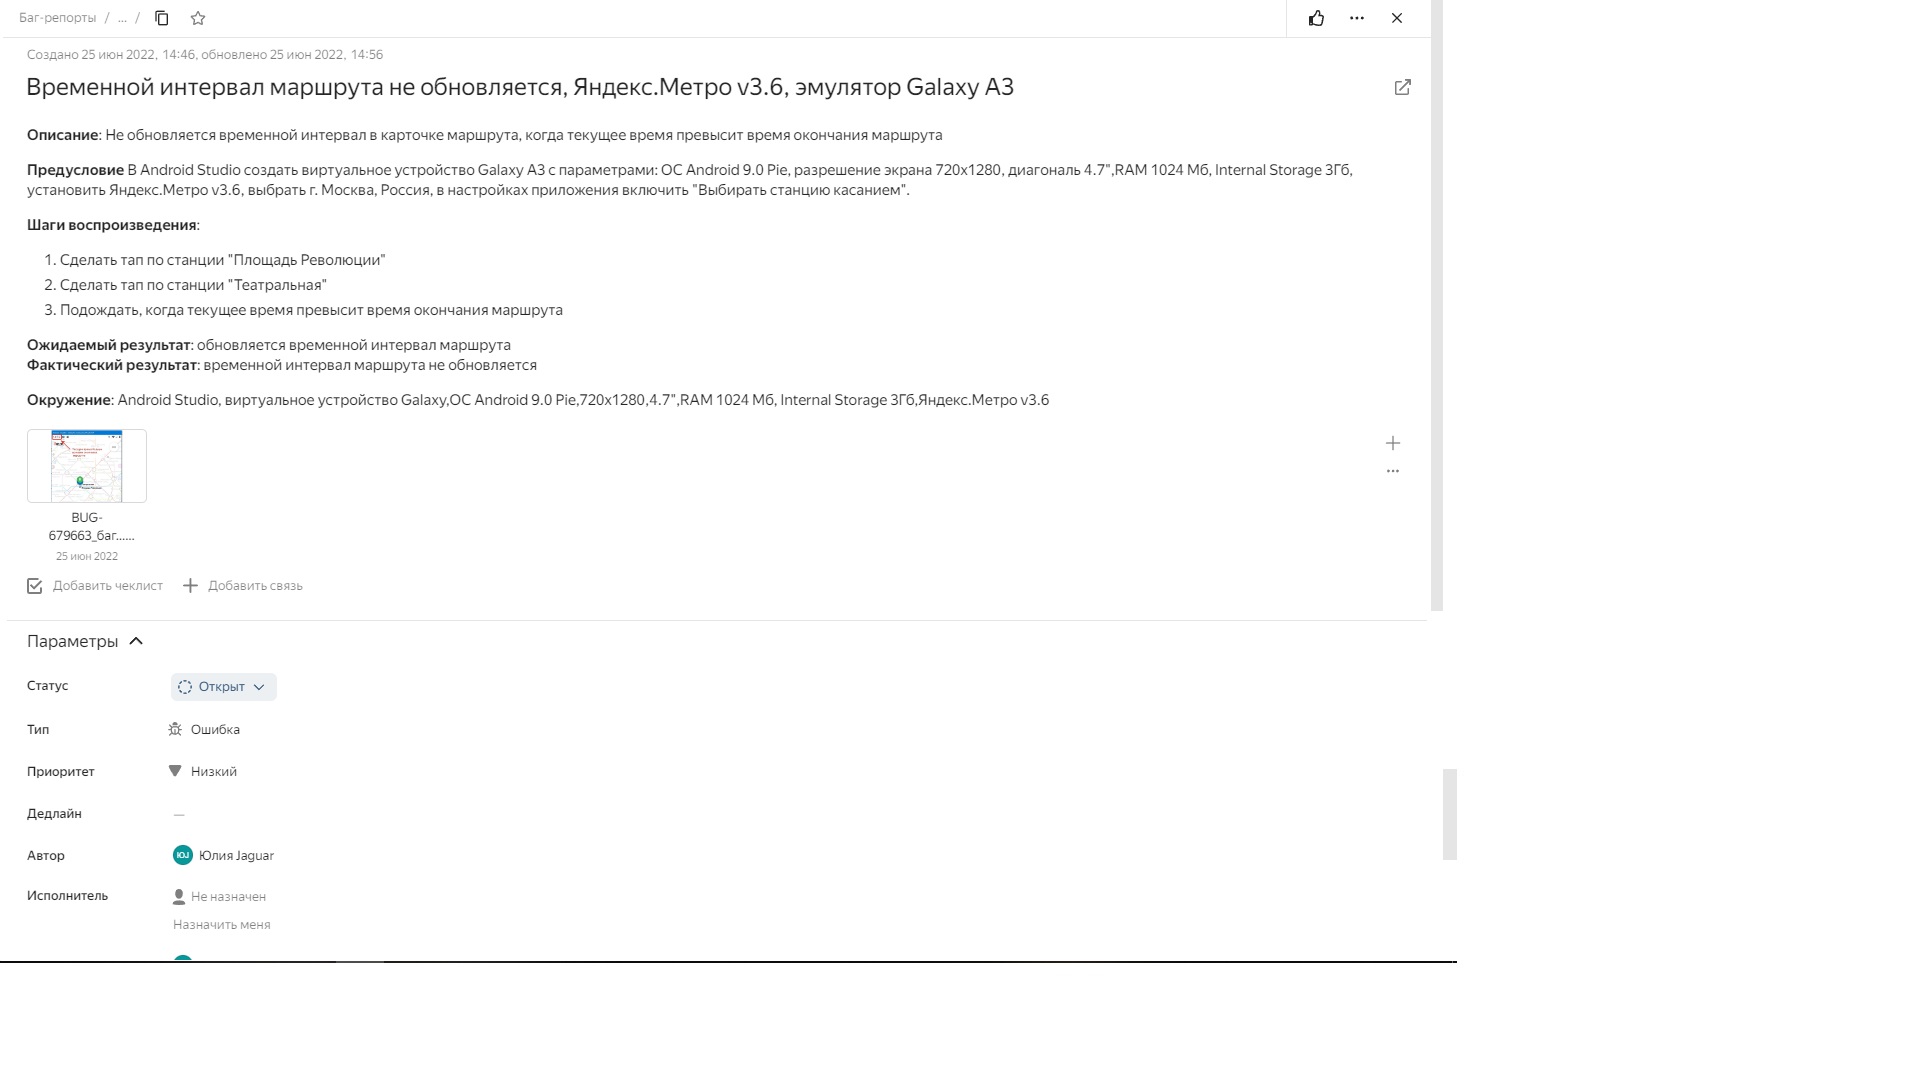 Баг-репорты / ... /
Создано 25 июн 2022, 14:46, обновлено 25 июн 2022, 14:56
Временной интервал маршрута не обновляется, Яндекс.Метро v3.6, эмулятор Galaxy A3
Описание: Не обновляется временной интервал в карточке маршрута, когда текущее время превысит время окончания маршрута
Предусловие В Android Studio создать виртуальное устройство Galaxy A3 с параметрами: ОС Android 9.0 Pie, разрешение экрана 720x1280, диагональ 4.7",RAM 1024 Мб, Internal Storage 3Гб,
установить Яндекс.Метро v3.6, выбрать г. Москва, Россия, в настройках приложения включить "Выбирать станцию касанием".
Шаги воспроизведения:
1. Сделать тап по станции "Площадь Революции"
2. Сделать тап по станции "Театральная"
3. Подождать, когда текущее время превысит время окончания маршрута
Ожидаемый результат: обновляется временной интервал маршрута
Фактический результат: временной интервал маршрута не обновляется
Окружение: Android Studio, виртуальное устройство Galaxy,ОС Android 9.0 Pie,720x1280,4.7",RAM 1024 Мб, Internal Storage 3Гб,Яндекс.Метро v3.6
BUG-
679663_баг......
25 июн 2022
Добавить чеклист Добавить связь
Параметры
Статус Открыт
Тип Ошибка
Приоритет Низкий
Дедлайн —
Автор ЮJ Юлия Jaguar
Исполнитель Не назначен
Назначить меня